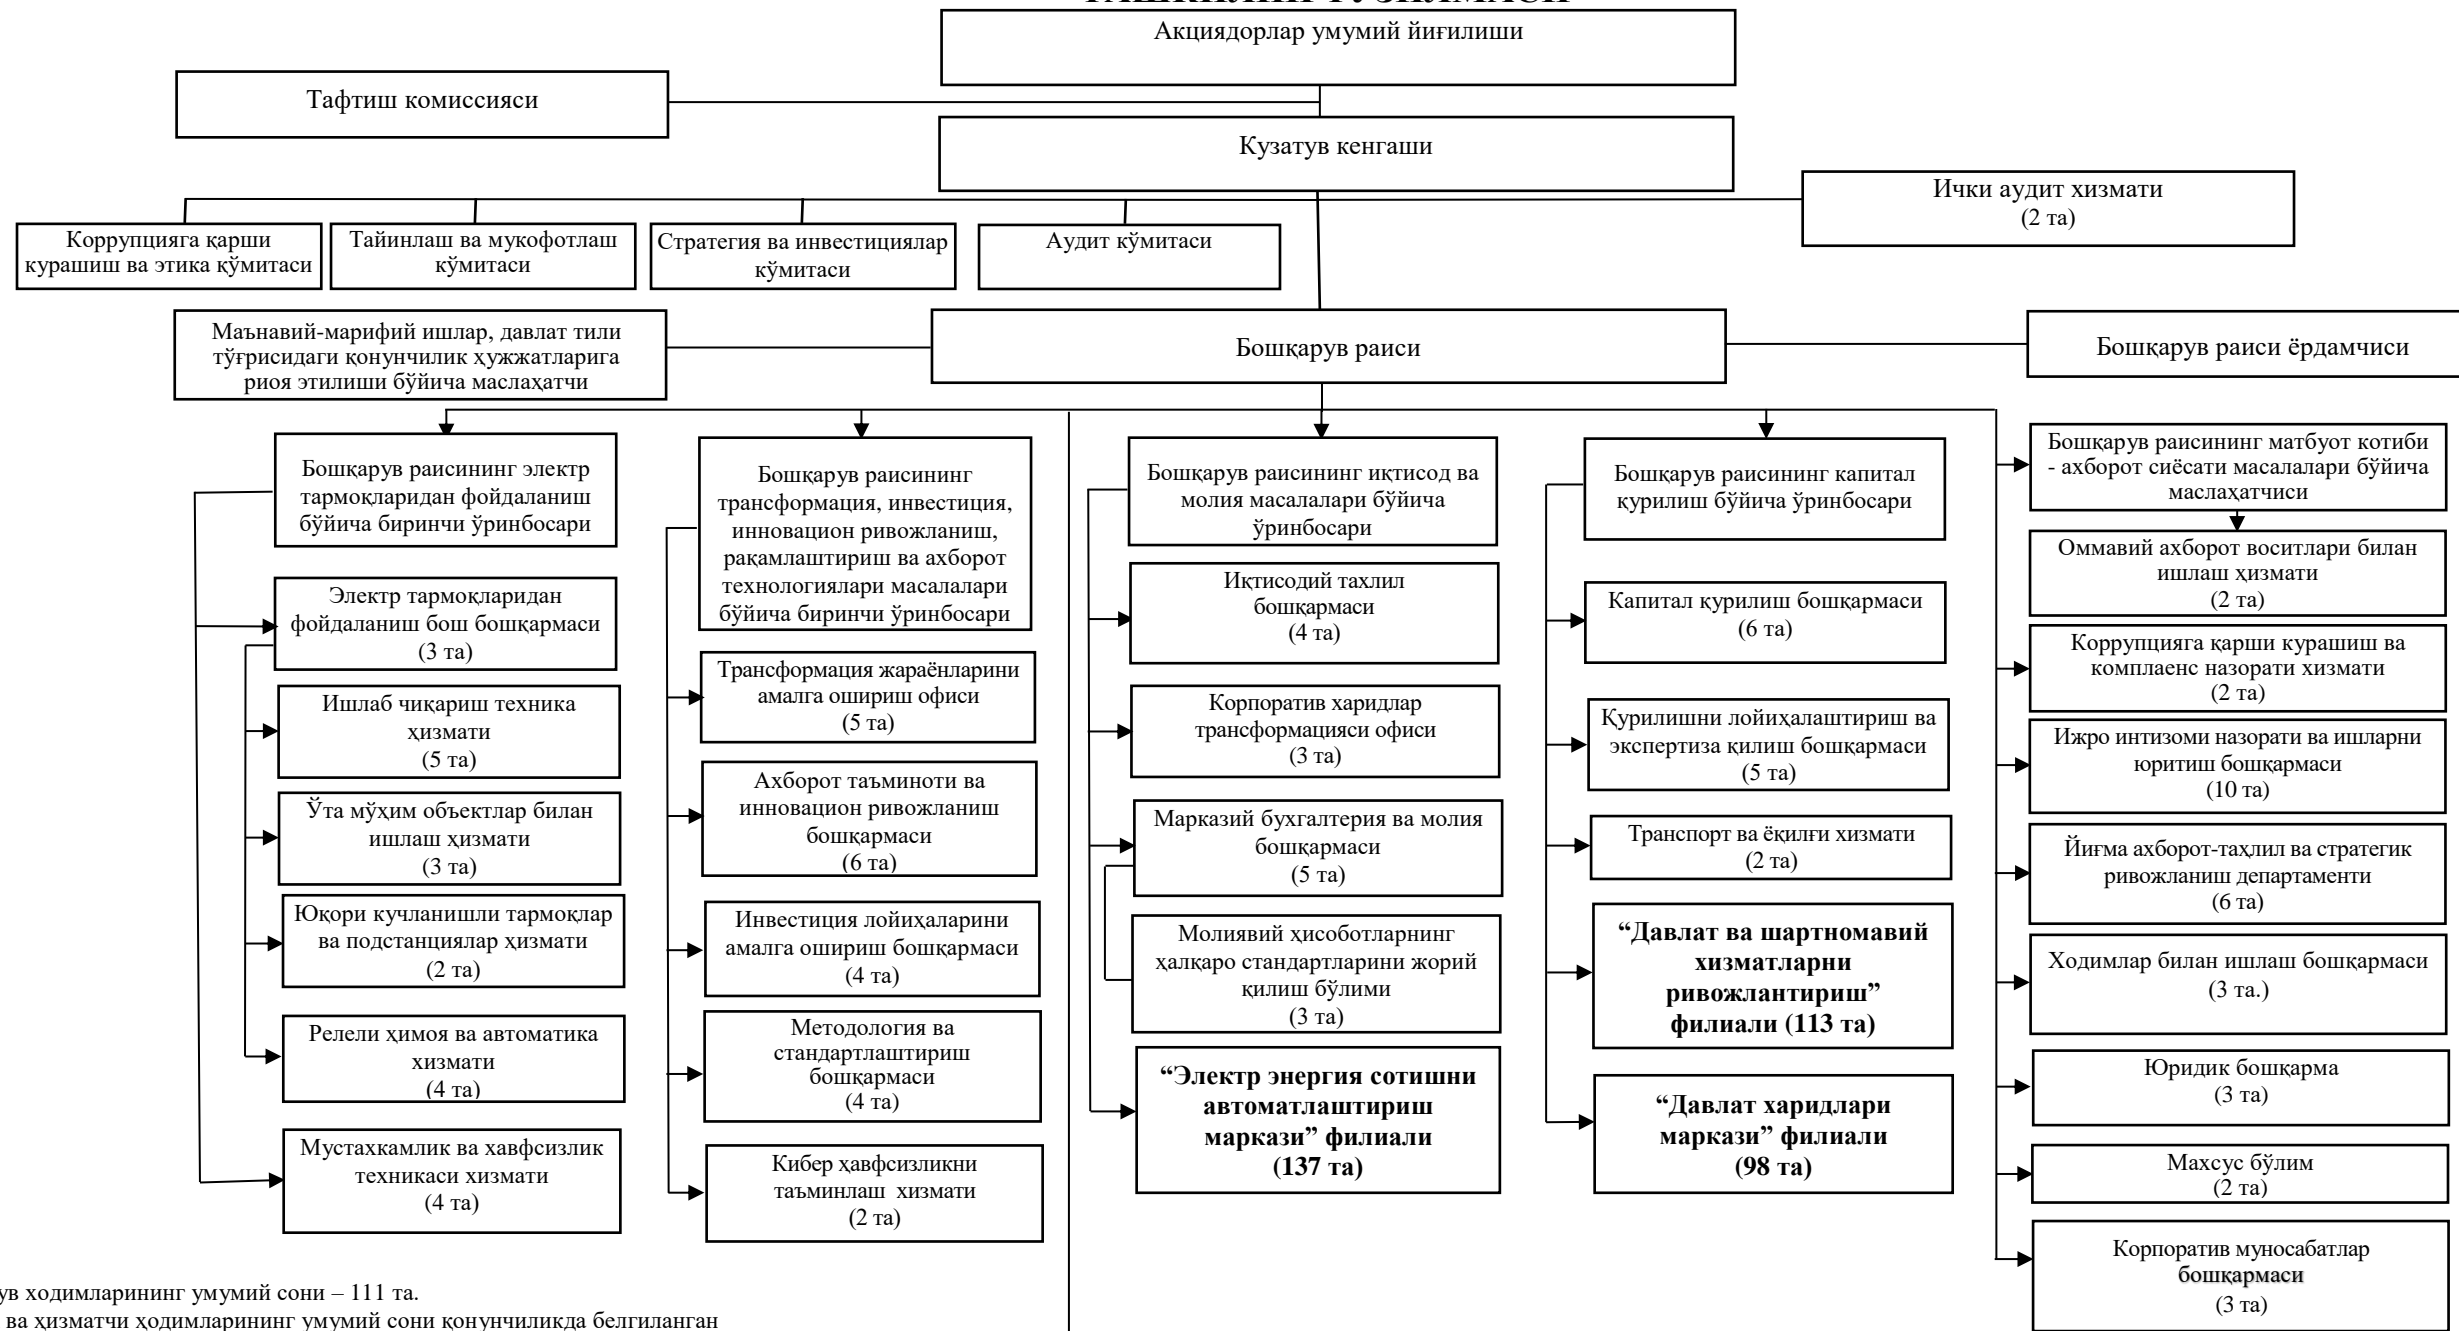 ТАШКИЛИЙ ТУЗИЛМАСИ
Акциядорлар умумий йиғилиши
Тафтиш комиссияси
Кузатув кенгаши
Ички аудит хизмати
(2 та)
Коррупцияга қарши
курашиш ва этика қўмитаси
Тайинлаш ва мукофотлаш
кўмитаси
Стратегия ва инвестициялар
кўмитаси
Аудит кўмитаси
Маънавий-марифий ишлар, давлат тили
тўғрисидаги қонунчилик ҳужжатларига
риоя этилиши бўйича маслаҳатчи
Бошқарув раиси
Бошқарув раиси ёрдамчиси
Бошқарув раисининг электр
тармоқларидан фойдаланиш
бўйича биринчи ўринбосари
Электр тармоқларидан
фойдаланиш бош бошқармаси
(3 та)
Ишлаб чиқариш техника
ҳизмати
(5 та)
Ўта мўҳим объектлар билан
ишлаш ҳизмати
(3 та)
Юқори кучланишли тармоқлар
ва подстанциялар ҳизмати
(2 та)
Релели ҳимоя ва автоматика
хизмати
(4 та)
Мустахкамлик ва хавфсизлик
техникаси хизмати
(4 та)
Бошқарув раисининг
трансформация, инвестиция,
инновацион ривожланиш,
рақамлаштириш ва ахборот
технологиялари масалалари
бўйича биринчи ўринбосари
Трансформация жараёнларини
амалга ошириш офиси
(5 та)
Ахборот таъминоти ва
инновацион ривожланиш
бошқармаси
(6 та)
Инвестиция лойиҳаларини
амалга ошириш бошқармаси
(4 та)
Методология ва
стандартлаштириш
бошқармаси
(4 та)
Кибер ҳавфсизликни
таъминлаш хизмати
(2 та)
Бошқарув раисининг иқтисод ва
молия масалалари бўйича
ўринбосари
Иқтисодий тахлил
бошқармаси
(4 та)
Корпоратив харидлар
трансформацияси офиси
(3 та)
Марказий бухгалтерия ва молия
бошқармаси
(5 та)
Молиявий ҳисоботларнинг
ҳалқаро стандартларини жорий
қилиш бўлими
(3 та)
“Электр энергия сотишни
автоматлаштириш
маркази” филиали
(137 та)
Бошқарув раисининг капитал
қурилиш бўйича ўринбосари
Капитал қурилиш бошқармаси
(6 та)
Қурилишни лойиҳалаштириш ва
экспертиза қилиш бошқармаси
(5 та)
Транспорт ва ёқилғи хизмати
(2 та)
“Давлат ва шартномавий
хизматларни
ривожлантириш”
филиали (113 та)
“Давлат харидлари
маркази” филиали
(98 та)
Бошқарув раисининг матбуот котиби
- ахборот сиёсати масалалари бўйича
маслаҳатчиси
Оммавий ахборот воситлари билан
ишлаш ҳизмати
(2 та)
Коррупцияга қарши курашиш ва
комплаенс назорати хизмати
(2 та)
Ижро интизоми назорати ва ишларни
юритиш бошқармаси
(10 та)
Йиғма ахборот-таҳлил ва стратегик
ривожланиш департаменти
(6 та)
Ходимлар билан ишлаш бошқармаси
(3 та.)
Юридик бошқарма
(3 та)
Махсус бўлим
(2 та)
Корпоратив муносабатлар
бошқармаси
(3 та)
ув ходимларининг умумий сони – 111 та.
ва ҳизматчи ҳодимларининг умумий сони қонунчиликда белгиланган